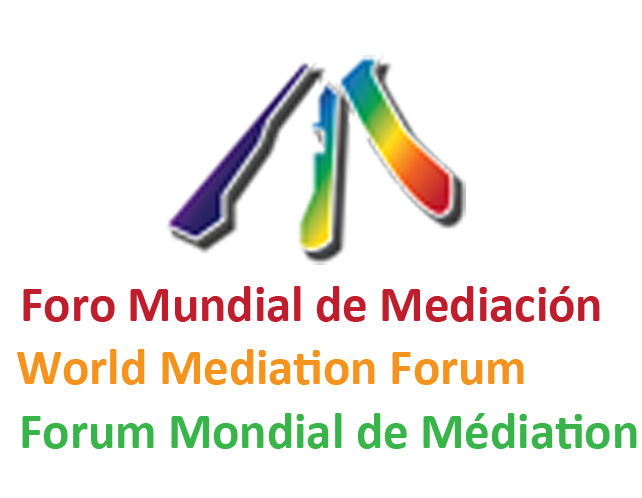 Foro Mundial de Mediación
World Mediation Forum
Forum Mondial de Médiation